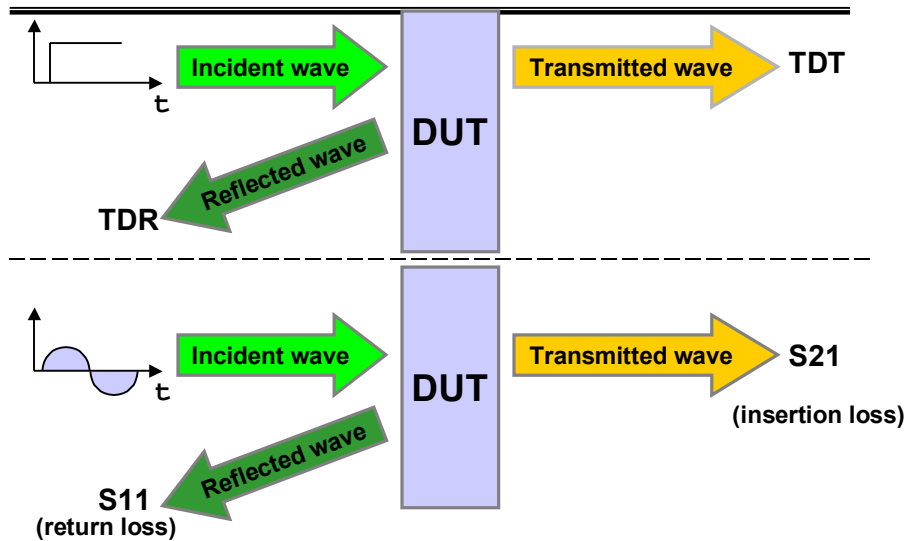 Incident wave
Transmitted wave
TDT
t
DUT
Reflected wave
TDR
Incident wave
Transmitted wave
S21
t
DUT
(insertion loss)
Reflected wave
S11
(return loss)